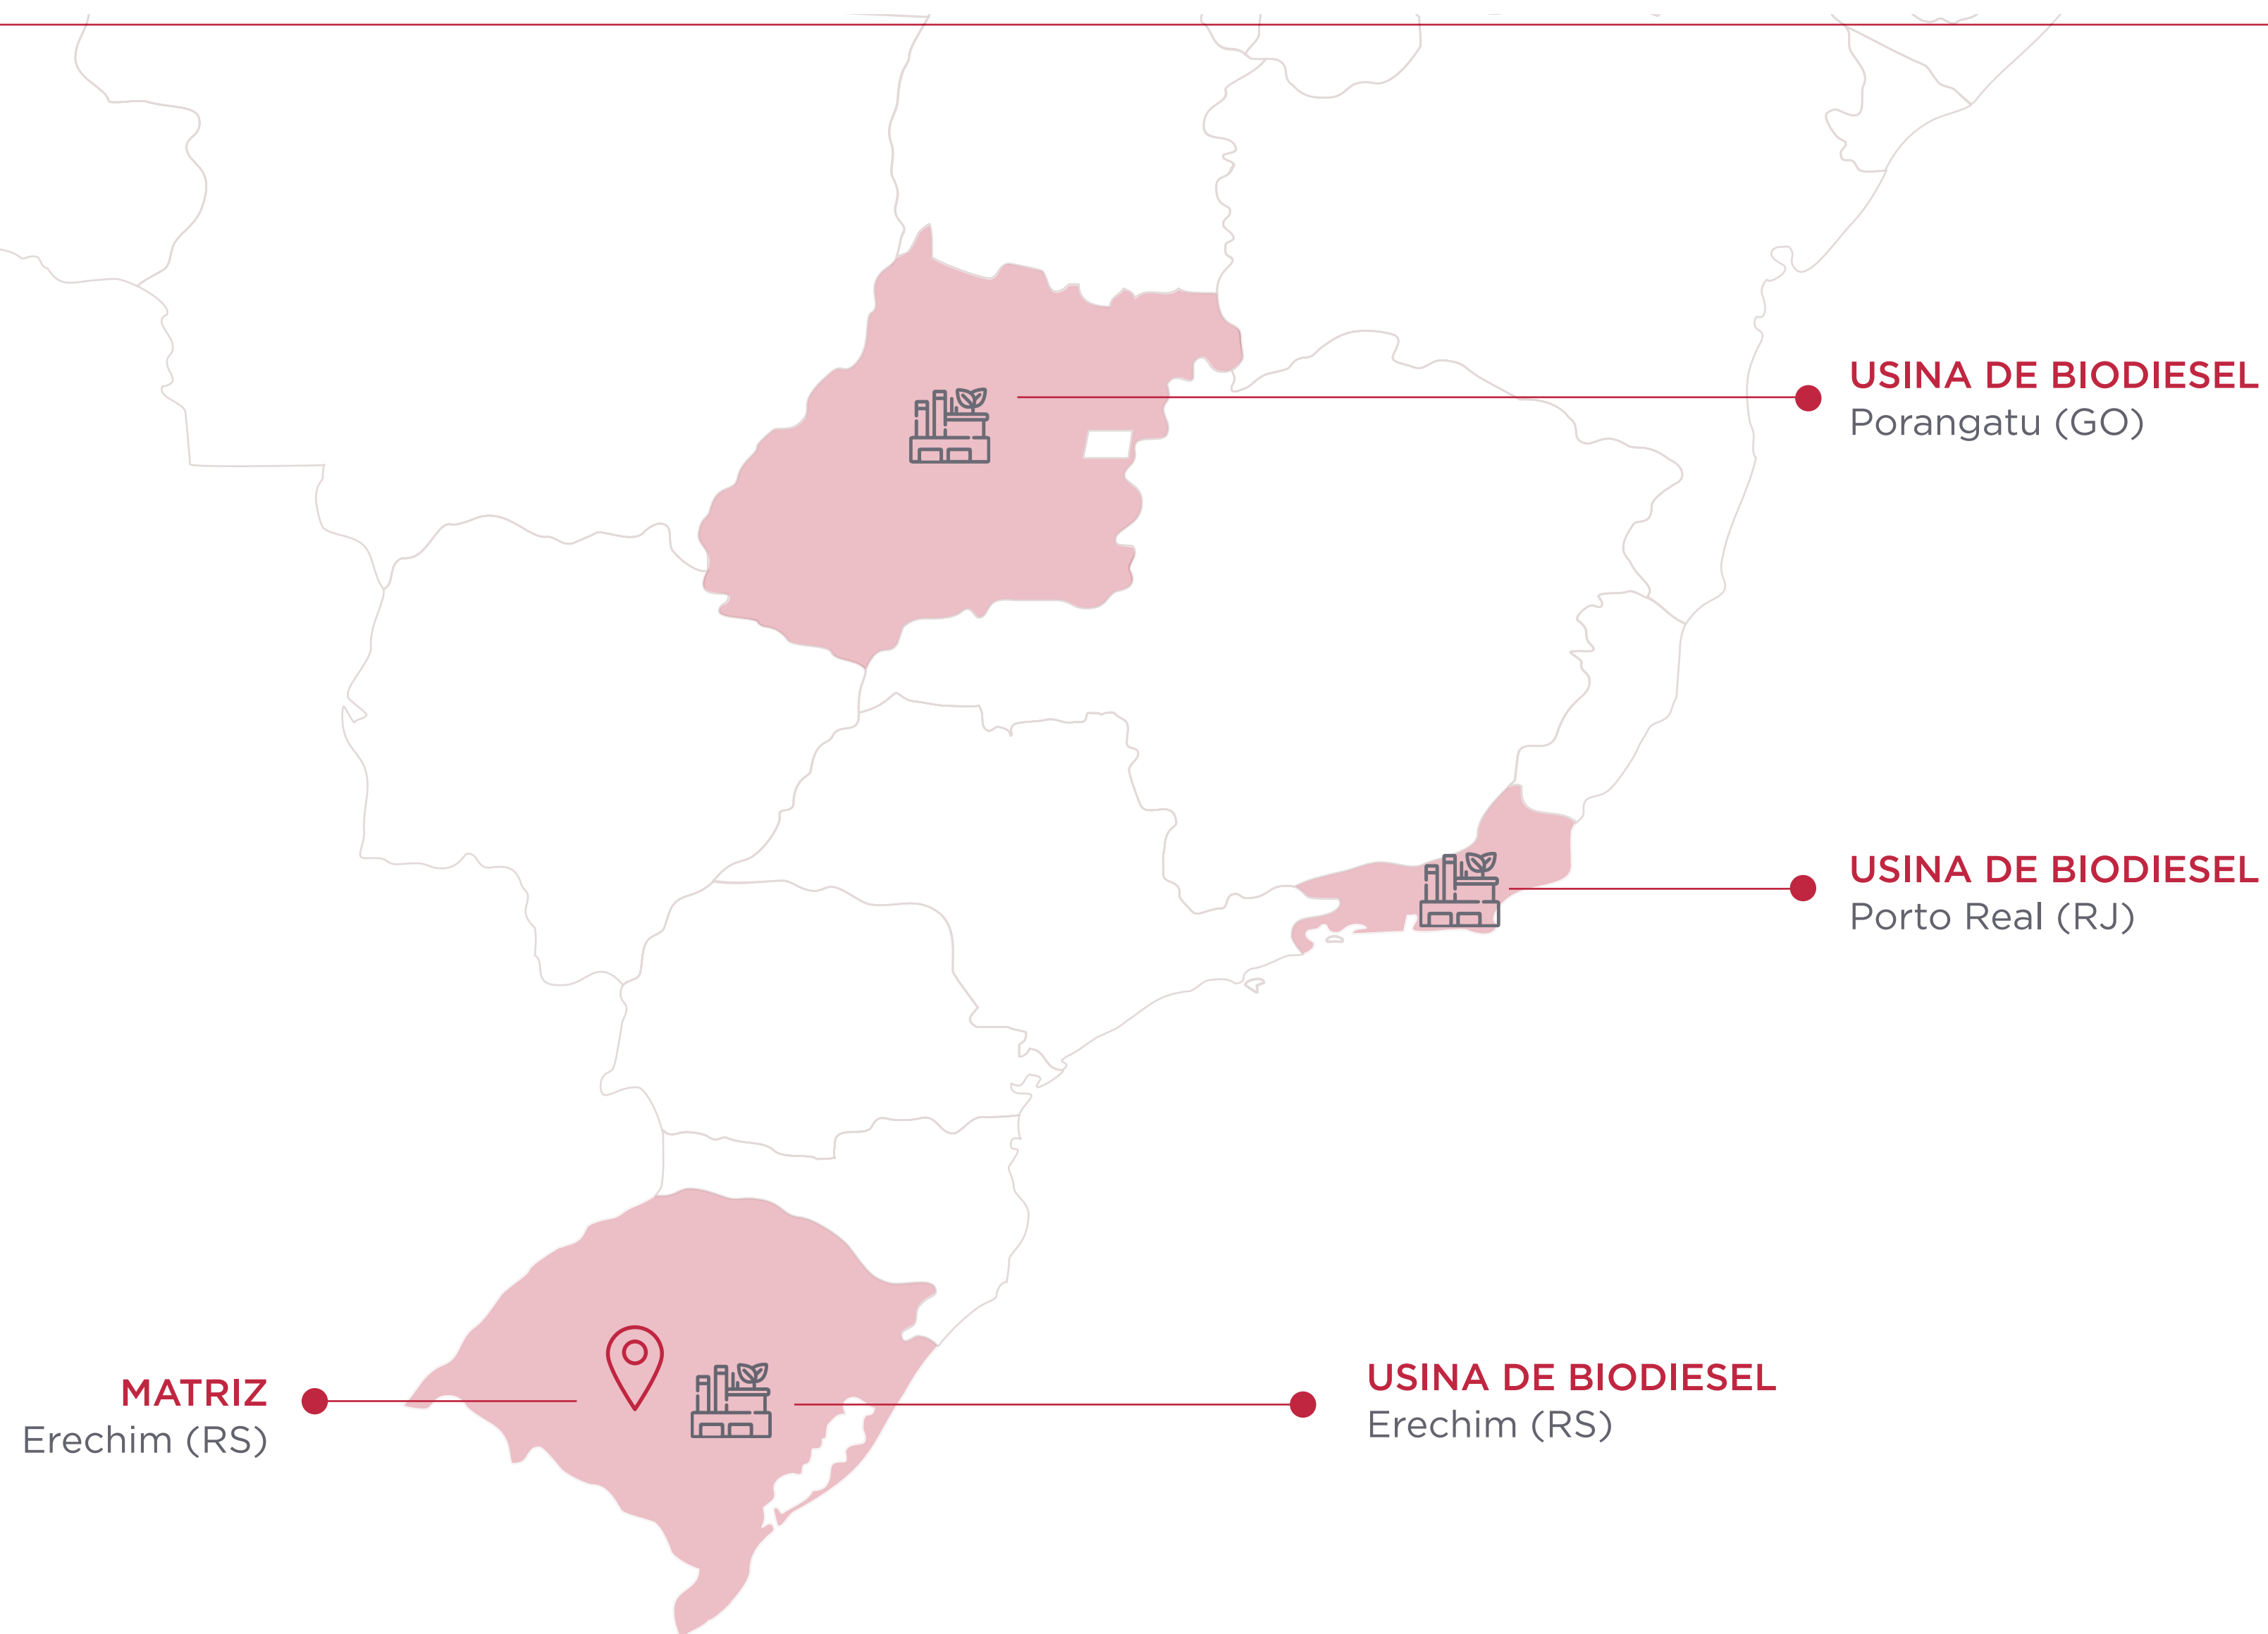 USINA DE BIODIESEL
Porangatu (GO)
USINA DE BIODIESEL
Porto Real (RJ)
MATRIZ
Erechim (RS)
USINA DE BIODIESEL
Erechim (RS)